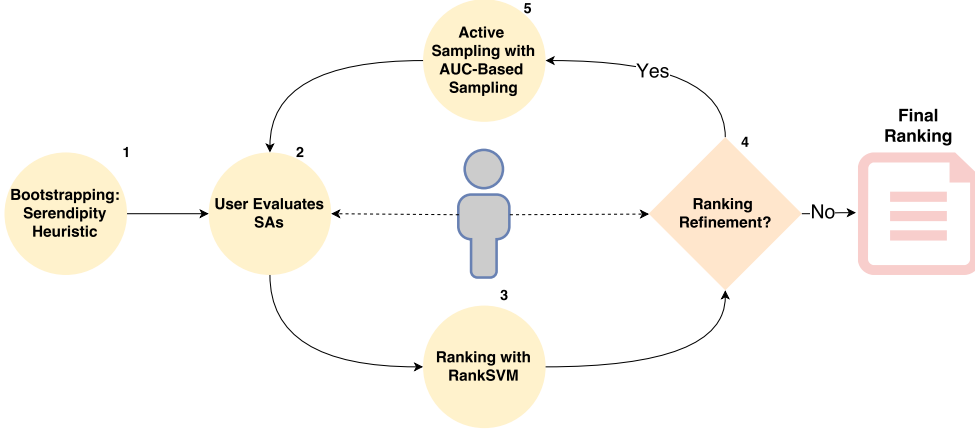 1
Bootstrapping:
Serendipity
Heuristic
2
User Evaluates
SAs
3
Ranking with
RankSVM
4
Ranking
Refinement?
Yes
5
Active
Sampling with
AUC-Based
Sampling
No
Final
Ranking